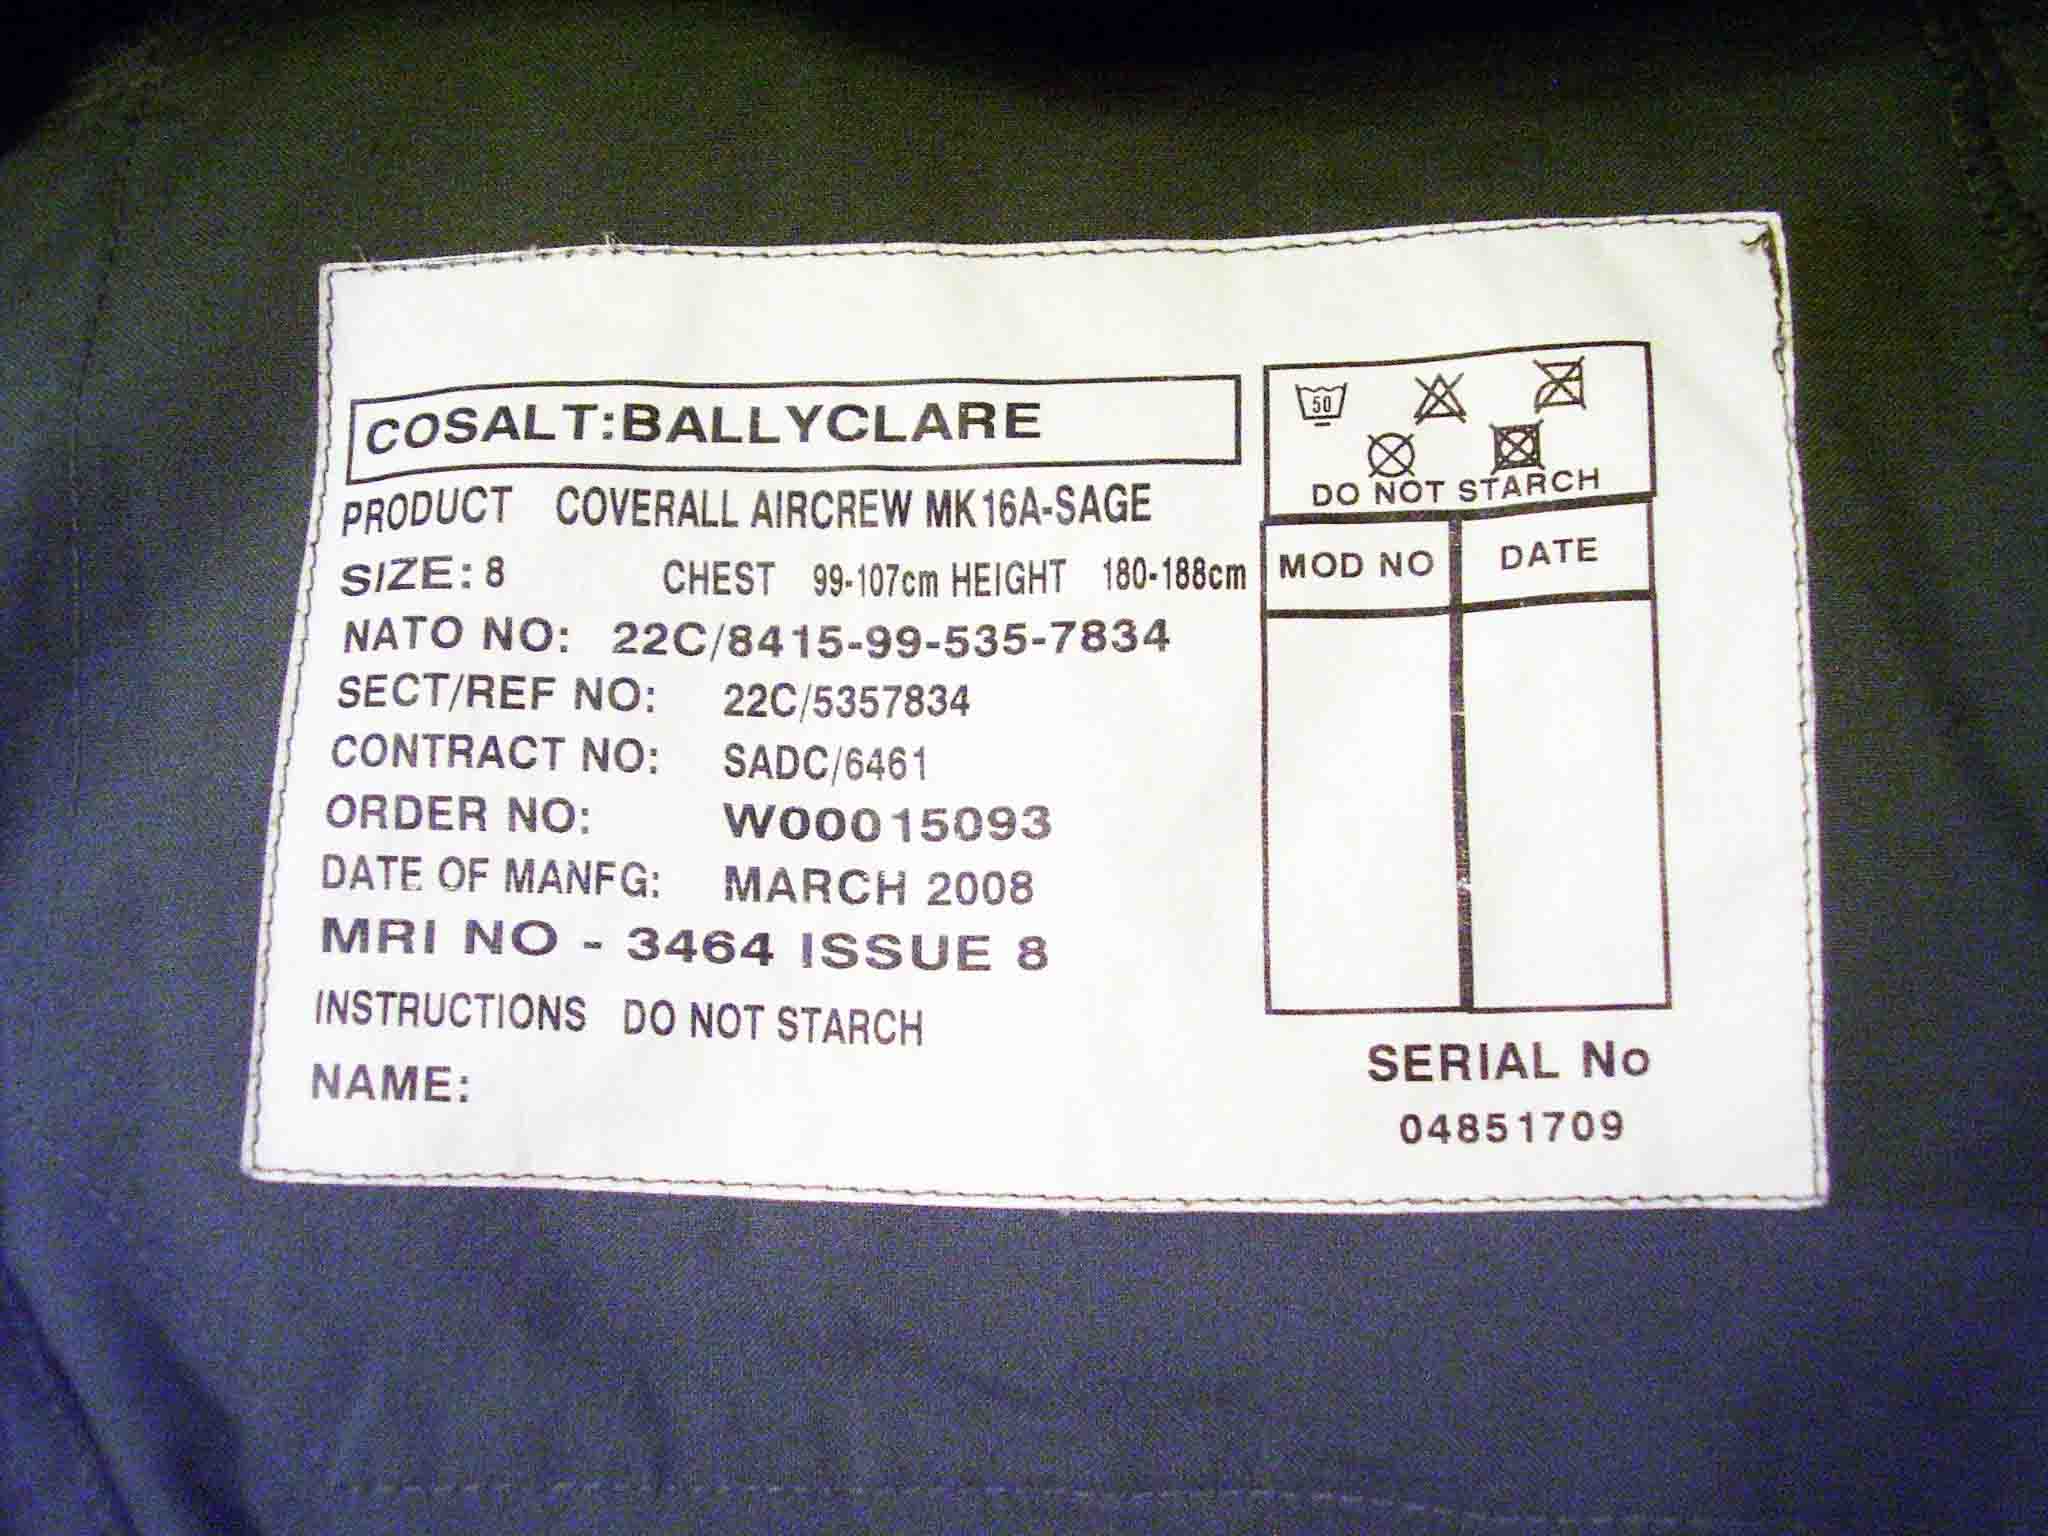 COSALT:BALLYCLARE
PRODUCT COVERALL AIRCREW MK16A-SAGE
SIZE: 8 CHEST 99-107cm HEIGHT 180-188cm
NATO NO: 22C/8415-99-535-7834
SECT/REF NO: 22C/5357834
CONTRACT NO: SADC/6461
ORDER NO: W00015093
DATE OF MANFG: MARCH 2008
MRI NO - 3464 ISSUE 8
INSTRUCTIONS DO NOT STARCH
NAME:
50
DO NOT STARCH
MOD NO DATE
SERIAL No
04851709